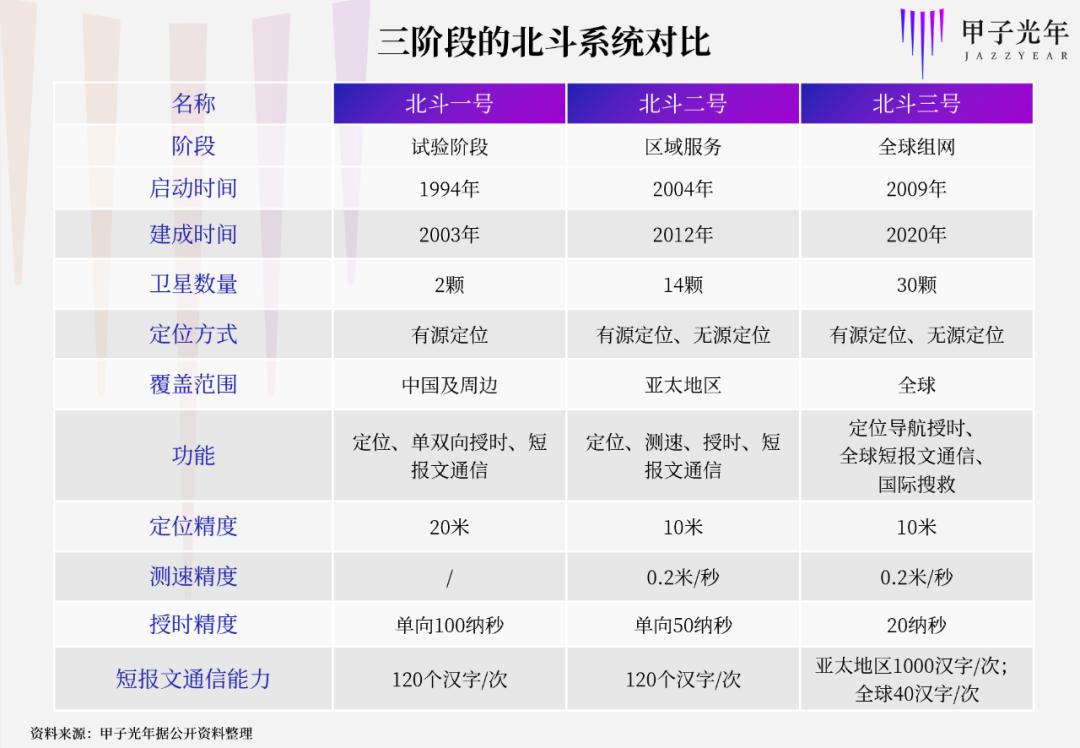 三阶段的北斗系统对比
甲子光年
JAZZYEAR
名称 北斗一号 北斗二号 北斗三号
阶段 试验阶段 区域服务 全球组网
启动时间 1994年 2004年 2009年
建成时间 2003年 2012年 2020年
卫星数量 2颗 14颗 30颗
定位方式 有源定位 有源定位、无源定位 有源定位、无源定位
覆盖范围 中国及周边 亚太地区 全球
功能 定位、单双向授时、短 定位、测速、授时、短 定位导航授时、
报文通信 报文通信 全球短报文通信、
国际搜救
定位精度 20米 10米 10米
测速精度 / 0.2米/秒 0.2米/秒
授时精度 单向100纳秒 单向50纳秒 20纳秒
短报文通信能力 120个汉字/次 120个汉字/次 亚太地区1000汉字/次;
全球40汉字/次
资料来源：甲子光年据公开资料整理